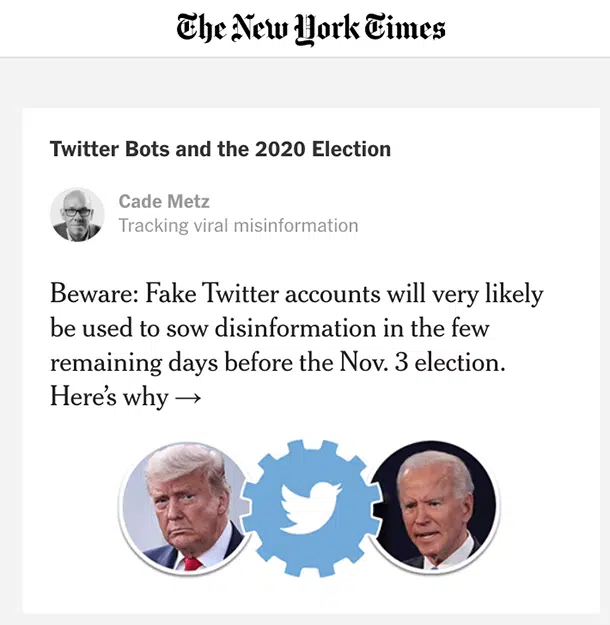 The New York Times
Twitter Bots and the 2020 Election
Cade Metz
Tracking viral misinformation
Beware: Fake Twitter accounts will very likely
be used to sow disinformation in the few
remaining days before the Nov. 3 election.
Here’s why →